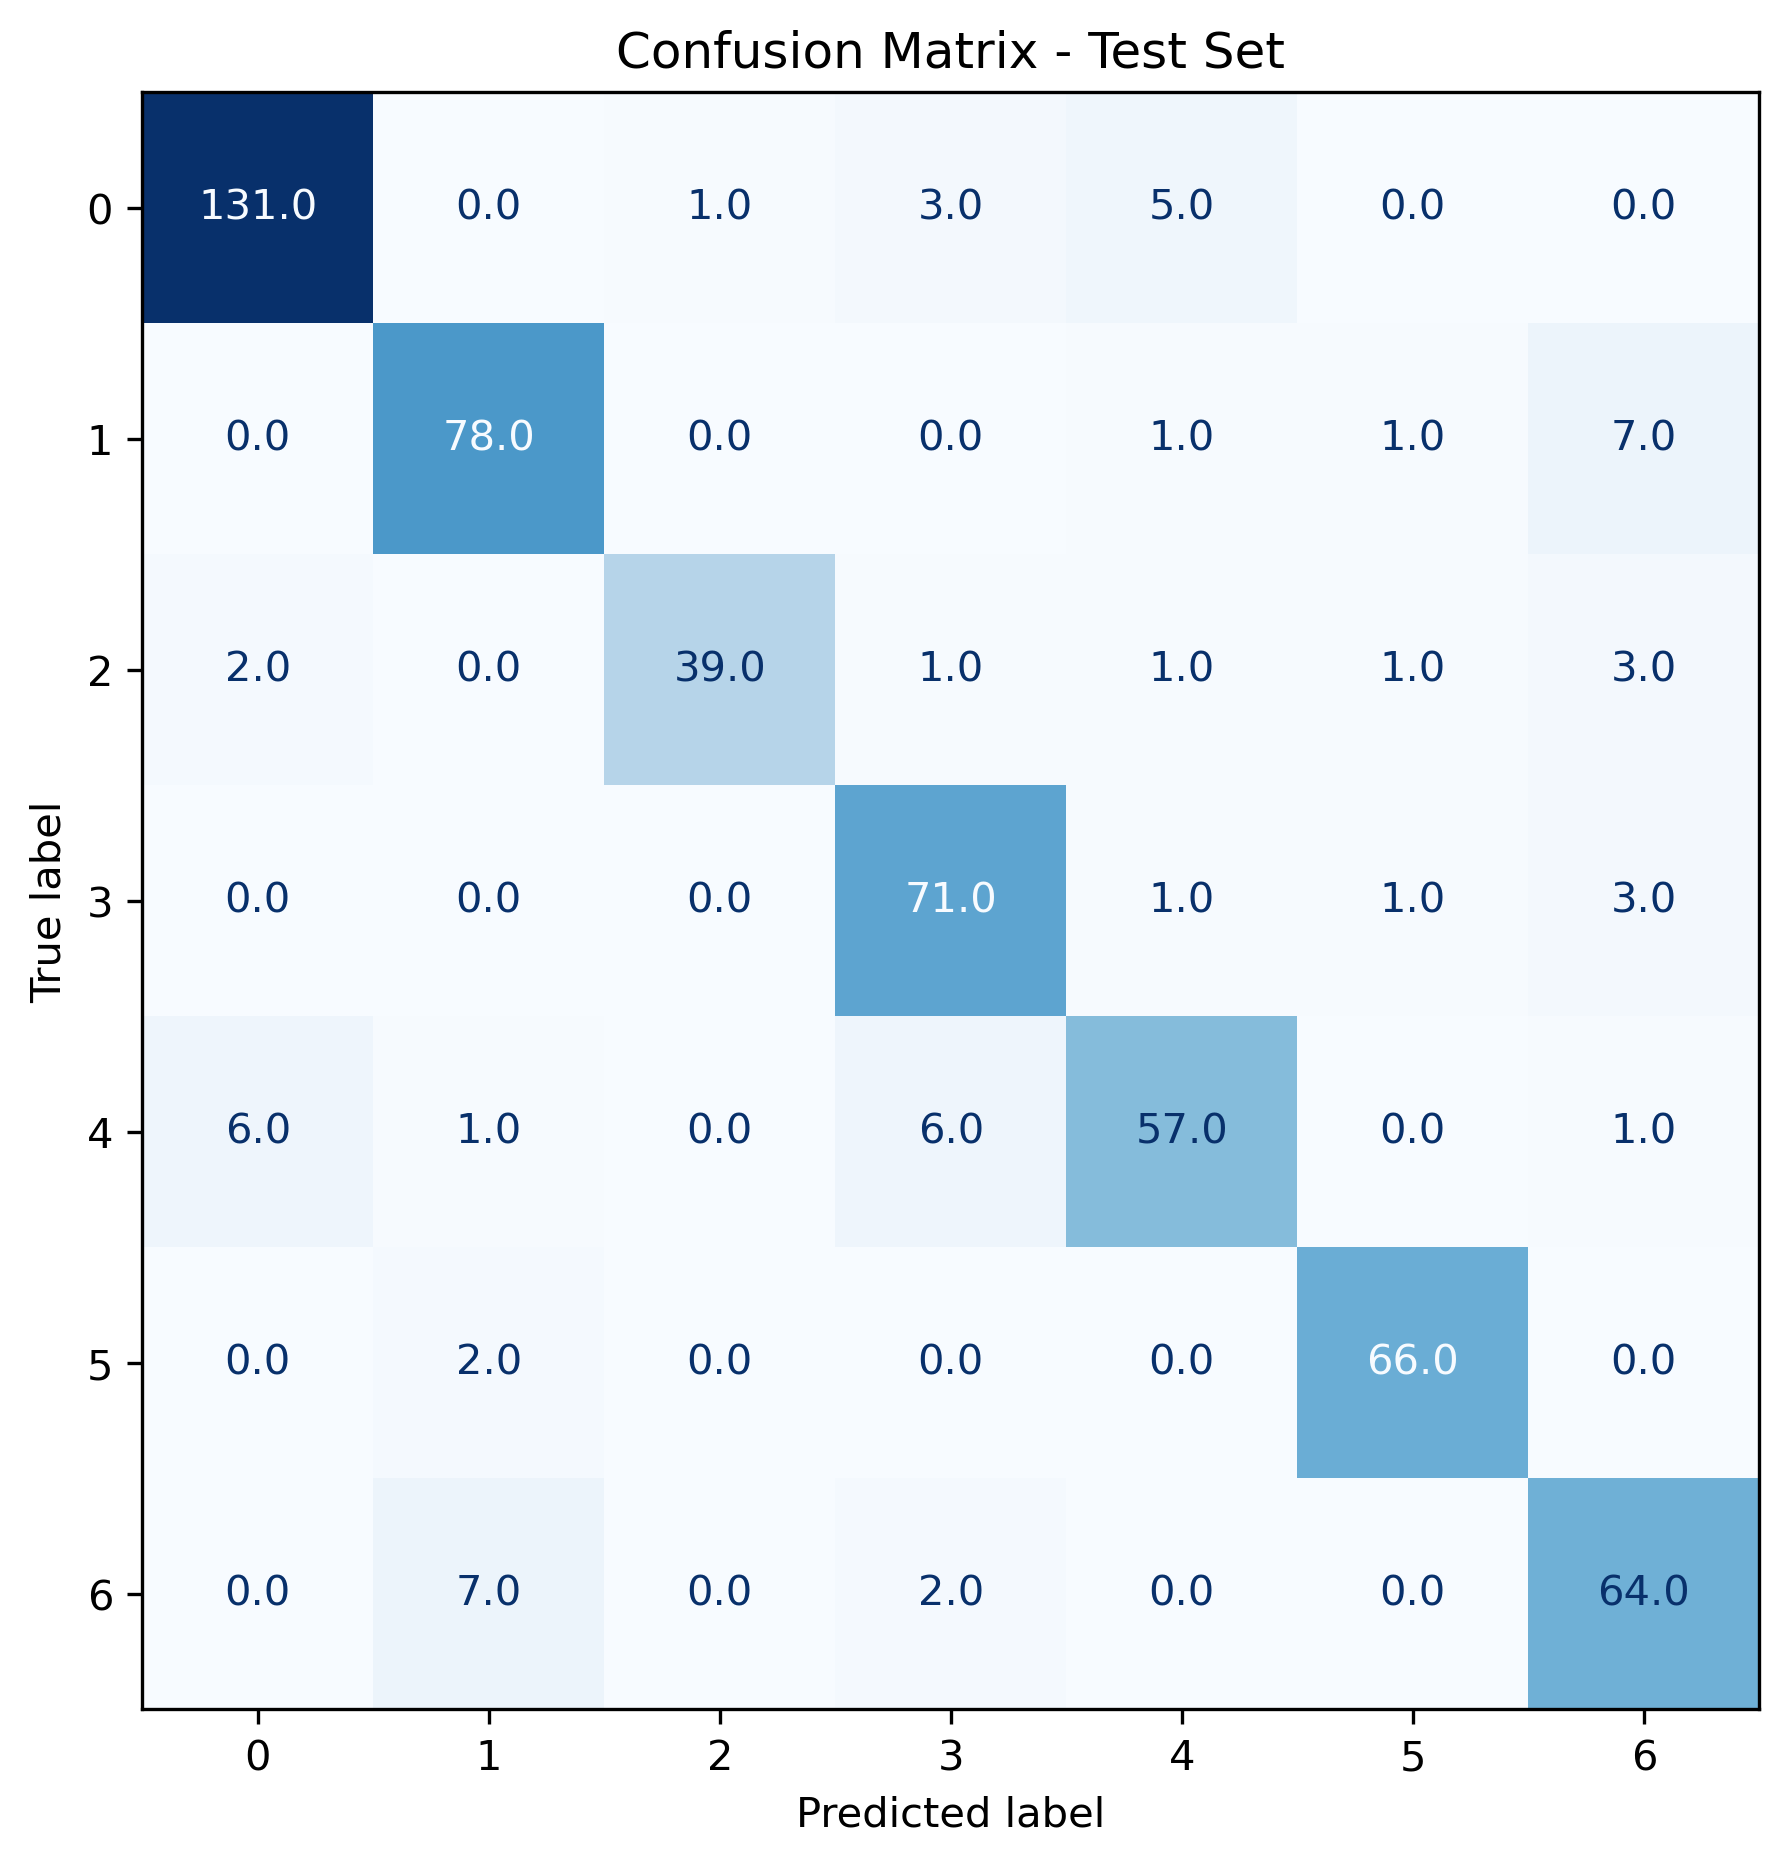 Confusion Matrix - Test Set
0 131.0 0.0 1.0 3.0 5.0 0.0 0.0
1 0.0 78.0 0.0 0.0 1.0 1.0 7.0
2 2.0 0.0 39.0 1.0 1.0 1.0 3.0
3 0.0 0.0 0.0 71.0 1.0 1.0 3.0
4 6.0 1.0 0.0 6.0 57.0 0.0 1.0
5 0.0 2.0 0.0 0.0 0.0 66.0 0.0
6 0.0 7.0 0.0 2.0 0.0 0.0 64.0
True label
0 1 2 3 4 5 6
Predicted label